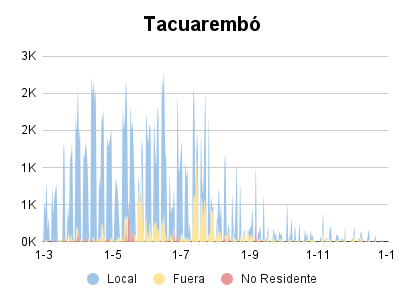 Tacuarembó
3K
2K
2K
1K
1K
0K
1-3 1-5 1-7 1-9 1-11 1-1
Local Fuera No Residente